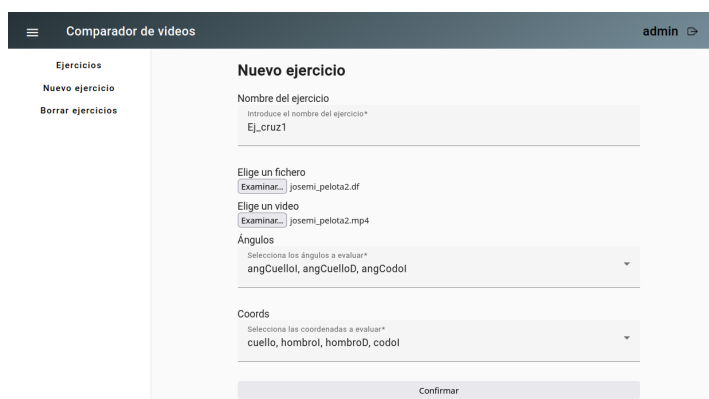 Comparador de videos
admin
Ejercicios
Nuevo ejercicio
Borrar ejercicios
Nuevo ejercicio
Nombre del ejercicio
Introduce el nombre del ejercicio*
Ej_cruz1
Elige un fichero
Examinar... josemi_pelota2.df
Elige un video
Examinar... josemi_pelota2.mp4
Ángulos
Selecciona los ángulos a evaluar*
angCuelloI, angCuelloD, angCodoI
Coords
Selecciona las coordenadas a evaluar*
cuello, hombroI, hombroD, codoI
Confirmar